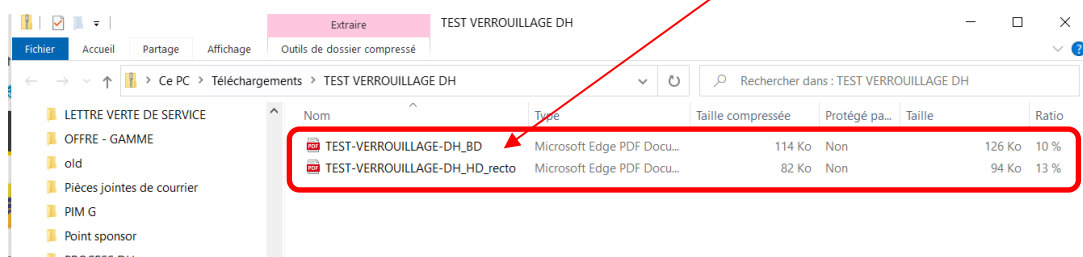 Extraire TEST VERROUILLAGE DH
Fichier Accueil Partage Affichage Outils de dossier compressé
Ce PC > Téléchargements > TEST VERROUILLAGE DH
Rechercher dans : TEST VERROUILLAGE DH
LETTRE VERTE DE SERVICE
OFFRE - GAMME
old
Pièces jointes de courrier
PIM G
Point sponsor
Nom Type Taille compressée Protégé pa... Taille Ratio
TEST-VERROUILLAGE-DH_BD Microsoft Edge PDF Docu... 114 Ko Non 126 Ko 10 %
TEST-VERROUILLAGE-DH_HD_recto Microsoft Edge PDF Docu... 82 Ko Non 94 Ko 13 %